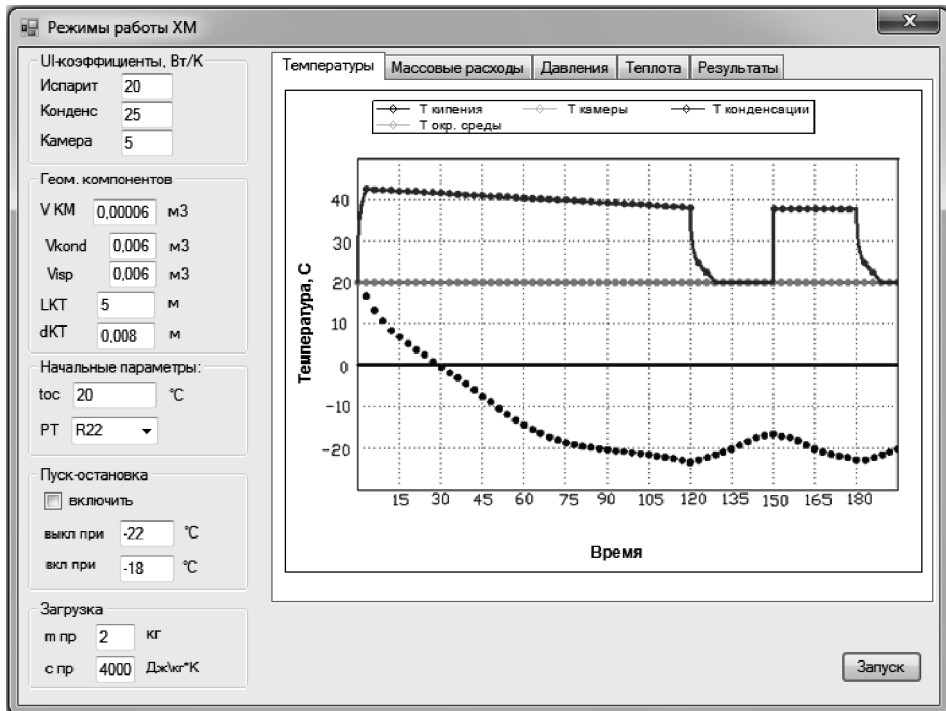 Режимы работы ХМ
X
UI-коэффициенты, Вт/К
Испарит 20
Конденс 25
Камера 5
Геом. компонентов
V КМ 0,00006 м3
Vkond 0,006 м3
Visp 0,006 м3
LКТ 5 м
dКТ 0,008 м
Начальные параметры:
toc 20 °C
РТ R22
Пуск-остановка
включить
выкл при -22 °C
вкл при -18 °C
Загрузка
m пр 2 кг
c пр 4000 Дж\кг*К
Температуры Массовые расходы Давления Теплота Результаты
Т кипения Т камеры Т конденсации
Т окр. среды
Температура, С
40
30
20
10
0
-10
-20
15 30 45 60 75 90 105 120 135 150 165 180
Время
Запуск